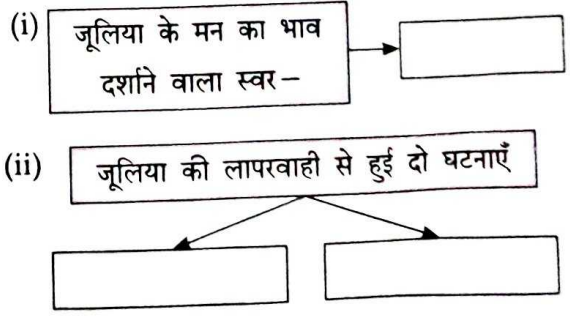 (i) जूलिया के मन का भाव
दर्शाने वाला स्वर–
(ii) जूलिया की लापरवाही से हुई दो घटनाएँ